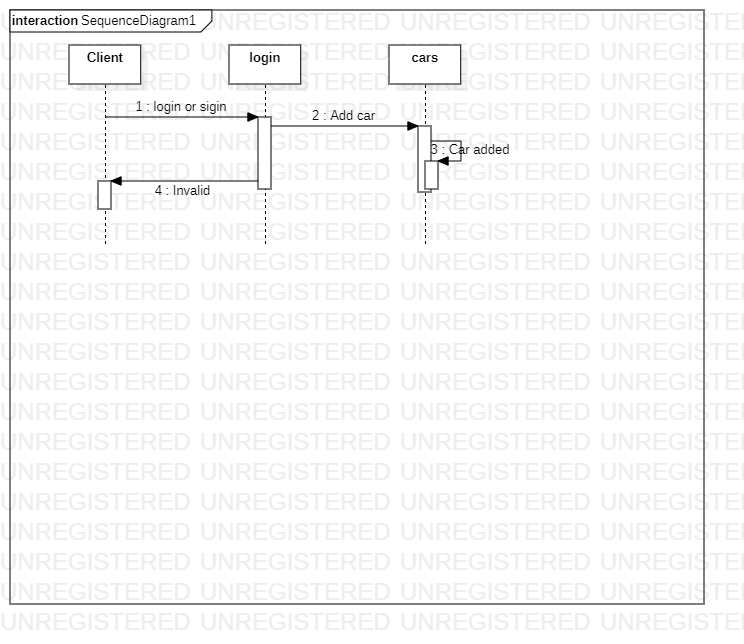 interaction SequenceDiagram1
Client
login
cars
1 : login or sigin
2 : Add car
3 : Car added
4 : Invalid
UNREGISTERED UNREGISTERED UNREGISTERED UNREGISTERED